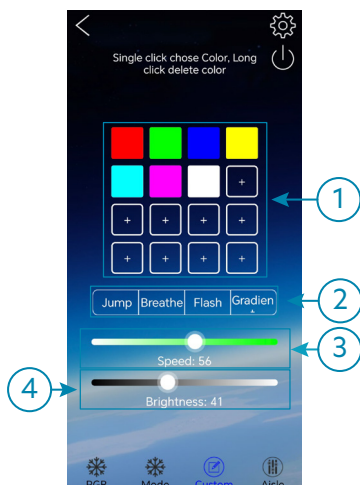 Single click chose Color, Long
click delete color
+
+ + + +
+ + + +
1
Jump Breathe Flash Gradien
2
3
Speed: 56
4
Brightness: 41
RGB Mode Custom Aisle